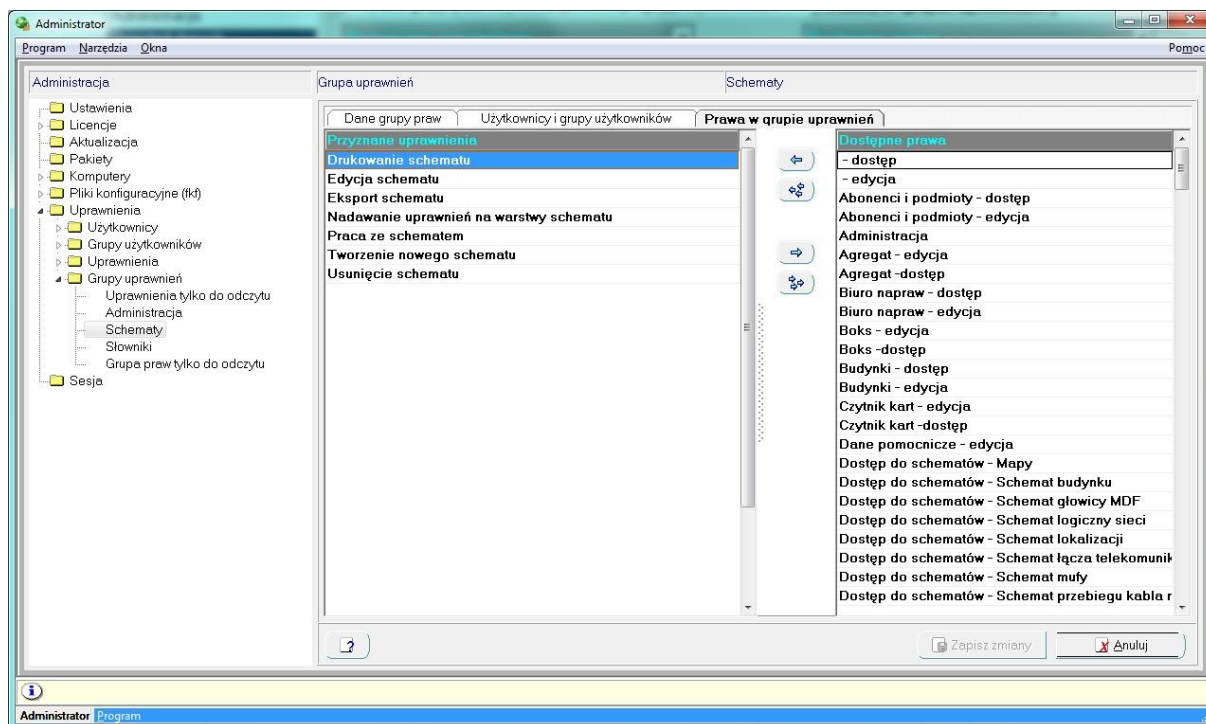 Administrator
Program Narzędzia Okna Pomoc
Administracja Grupa uprawnień Schematy
Ustawienia
Licencje
Aktualizacja
Pakiety
Komputery
Pliki konfiguracyjne (fkf)
Uprawnienia
Użytkownicy
Grupy użytkowników
Uprawnienia
Grupy uprawnień
Uprawnienia tylko do odczytu
Administracja
Schematy
Słowniki
Grupa praw tylko do odczytu
Sesja
Dane grupy praw Użytkownicy i grupy użytkowników Prawa w grupie uprawnień
Przyznane uprawnienia
Drukowanie schematu
Edycja schematu
Eksport schematu
Nadawanie uprawnień na warstwy schematu
Praca ze schematem
Tworzenie nowego schematu
Usunięcie schematu
Dostępne prawa
- dostęp
- edycja
Abonenci i podmioty - dostęp
Abonenci i podmioty - edycja
Administracja
Agregat - edycja
Agregat -dostęp
Biuro napraw - dostęp
Biuro napraw - edycja
Boks - edycja
Boks -dostęp
Budynki - dostęp
Budynki - edycja
Czytnik kart - edycja
Czytnik kart -dostęp
Dane pomocnicze - edycja
Dostęp do schematów - Mapy
Dostęp do schematów - Schemat budynku
Dostęp do schematów - Schemat głowicy MDF
Dostęp do schematów - Schemat logiczny sieci
Dostęp do schematów - Schemat lokalizacji
Dostęp do schematów - Schemat łącza telekomunik
Dostęp do schematów - Schemat mufy
Dostęp do schematów - Schemat przebiegu kabla r
Zapisz zmiany Anuluj
Administrator Program